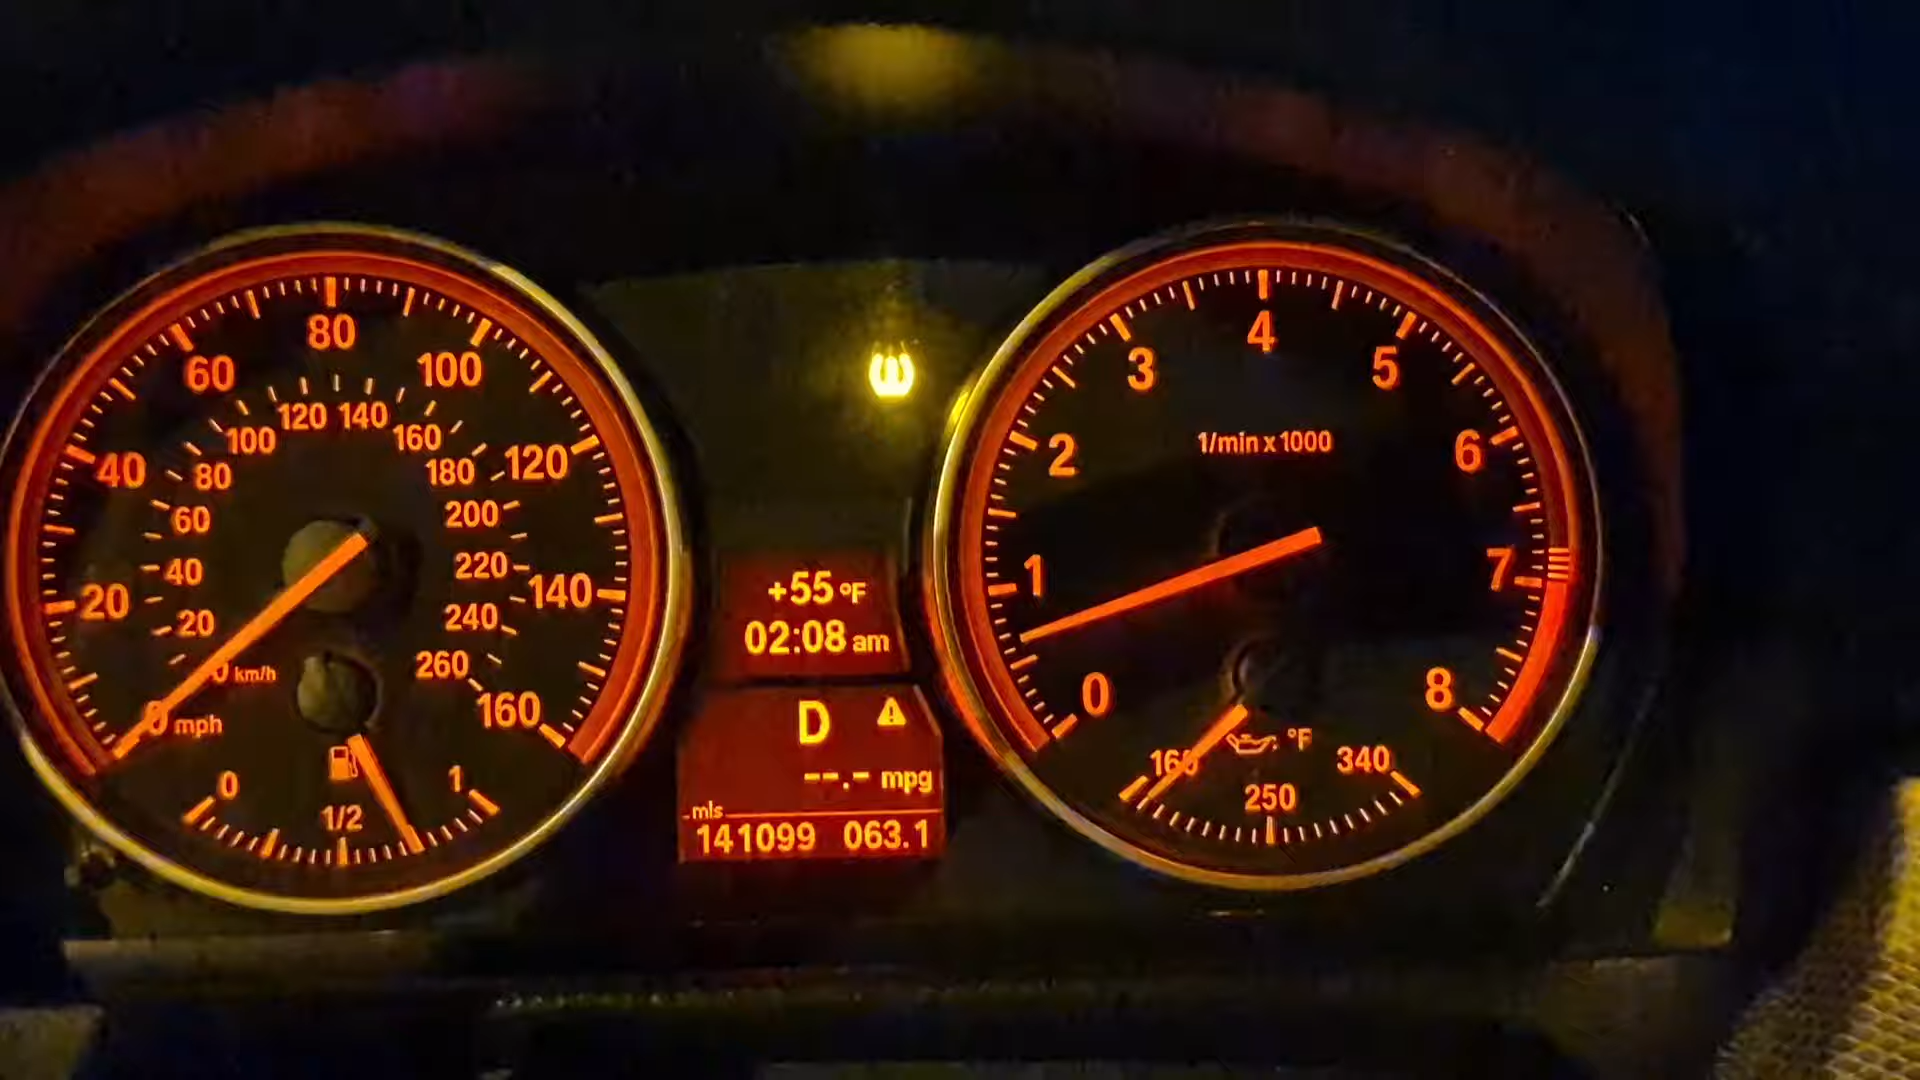 80
60 100
120 140
100 160
40 80 180 120
60 200
40 220
20 20 240 140
0 km/h 260
0 mph 160
0 1/2 1
+55 °F
02:08 am
D
--.- mpg
mls
141099 063.1
4
3 5
2 1/min x 1000 6
1 7
0 8
160 °F 340
250